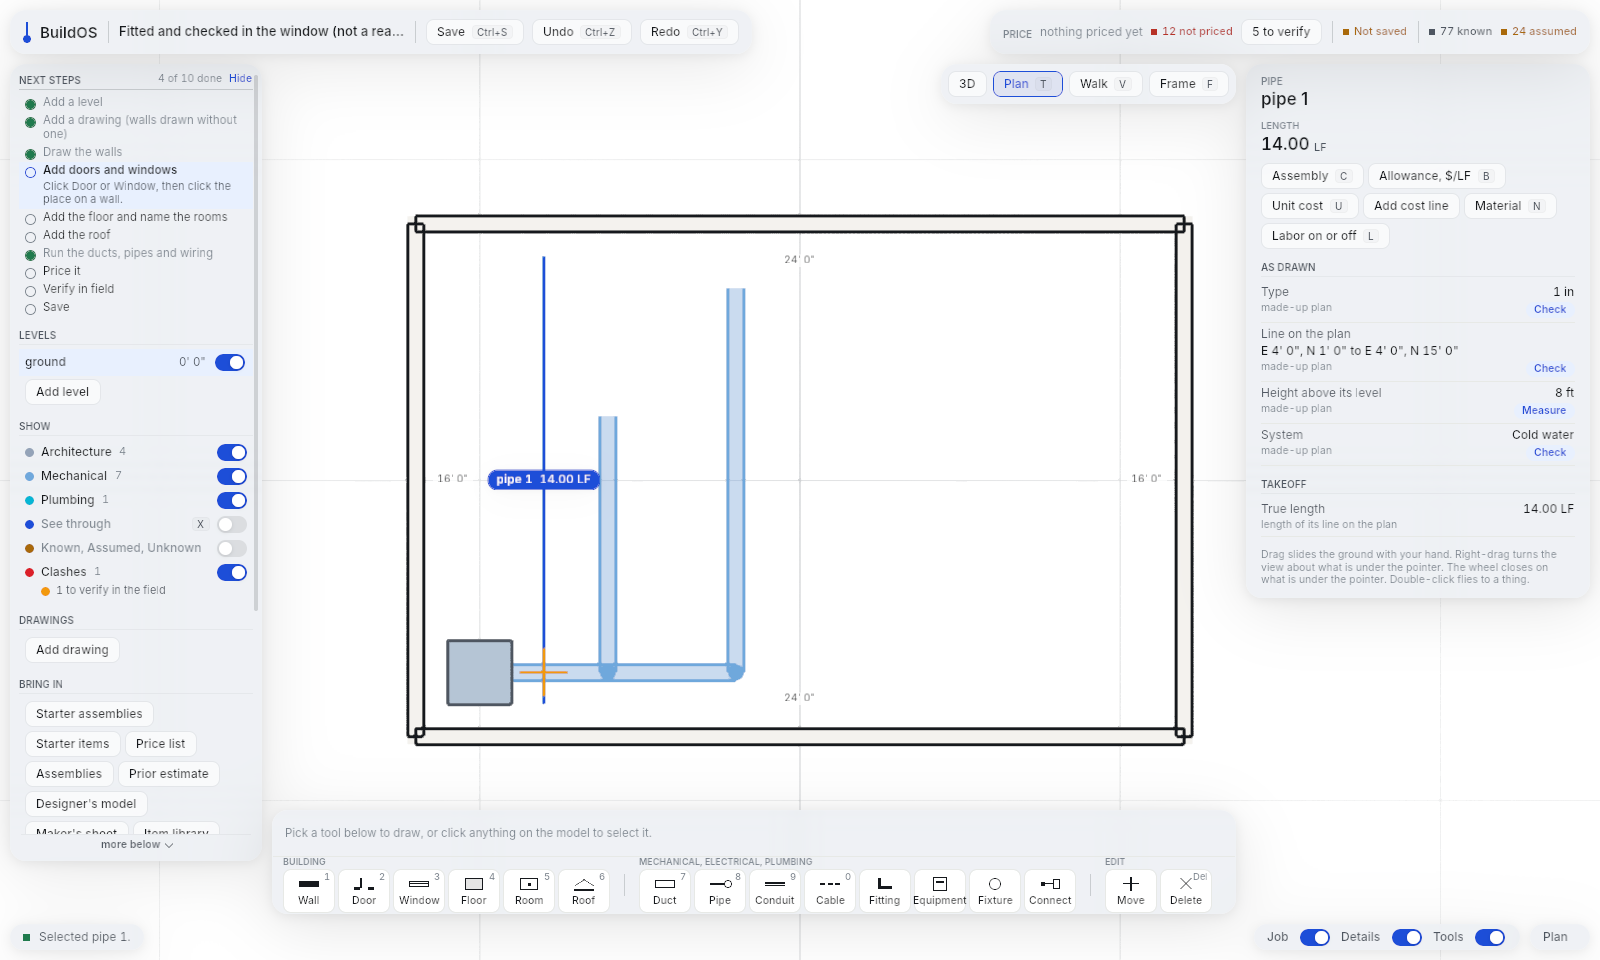 BuildOS
Fitted and checked in the window (not a rea...
Save Ctrl+S
Undo Ctrl+Z
Redo Ctrl+Y
PRICE nothing priced yet
12 not priced
5 to verify
Not saved
77 known
24 assumed
3D
Plan T
Walk V
Frame F
NEXT STEPS
4 of 10 done Hide
Add a level
Add a drawing (walls drawn without
one)
Draw the walls
Add doors and windows
Click Door or Window, then click the
place on a wall.
Add the floor and name the rooms
Add the roof
Run the ducts, pipes and wiring
Price it
Verify in field
Save
LEVELS
ground 0' 0"
Add level
SHOW
Architecture 4
Mechanical 7
Plumbing 1
See through X
Known, Assumed, Unknown
Clashes 1
1 to verify in the field
DRAWINGS
Add drawing
BRING IN
Starter assemblies
Starter items
Price list
Assemblies
Prior estimate
Designer's model
Maker's sheet
Item library
more below
24' 0"
16' 0"
pipe 1 14.00 LF
16' 0"
24' 0"
PIPE
pipe 1
LENGTH
14.00 LF
Assembly C
Allowance, $/LF B
Unit cost U
Add cost line
Material N
Labor on or off L
AS DRAWN
Type 1 in
made-up plan Check
Line on the plan
E 4' 0", N 1' 0" to E 4' 0", N 15' 0"
made-up plan Check
Height above its level 8 ft
made-up plan Measure
System Cold water
made-up plan Check
TAKEOFF
True length 14.00 LF
length of its line on the plan
Drag slides the ground with your hand. Right-drag turns the
view about what is under the pointer. The wheel closes on
what is under the pointer. Double-click flies to a thing.
Pick a tool below to draw, or click anything on the model to select it.
BUILDING
MECHANICAL, ELECTRICAL, PLUMBING
EDIT
1 Wall
2 Door
3 Window
4 Floor
5 Room
6 Roof
7 Duct
8 Pipe
9 Conduit
0 Cable
Fitting
Equipment
Fixture
Connect
Move
Del Delete
Selected pipe 1.
Job
Details
Tools
Plan